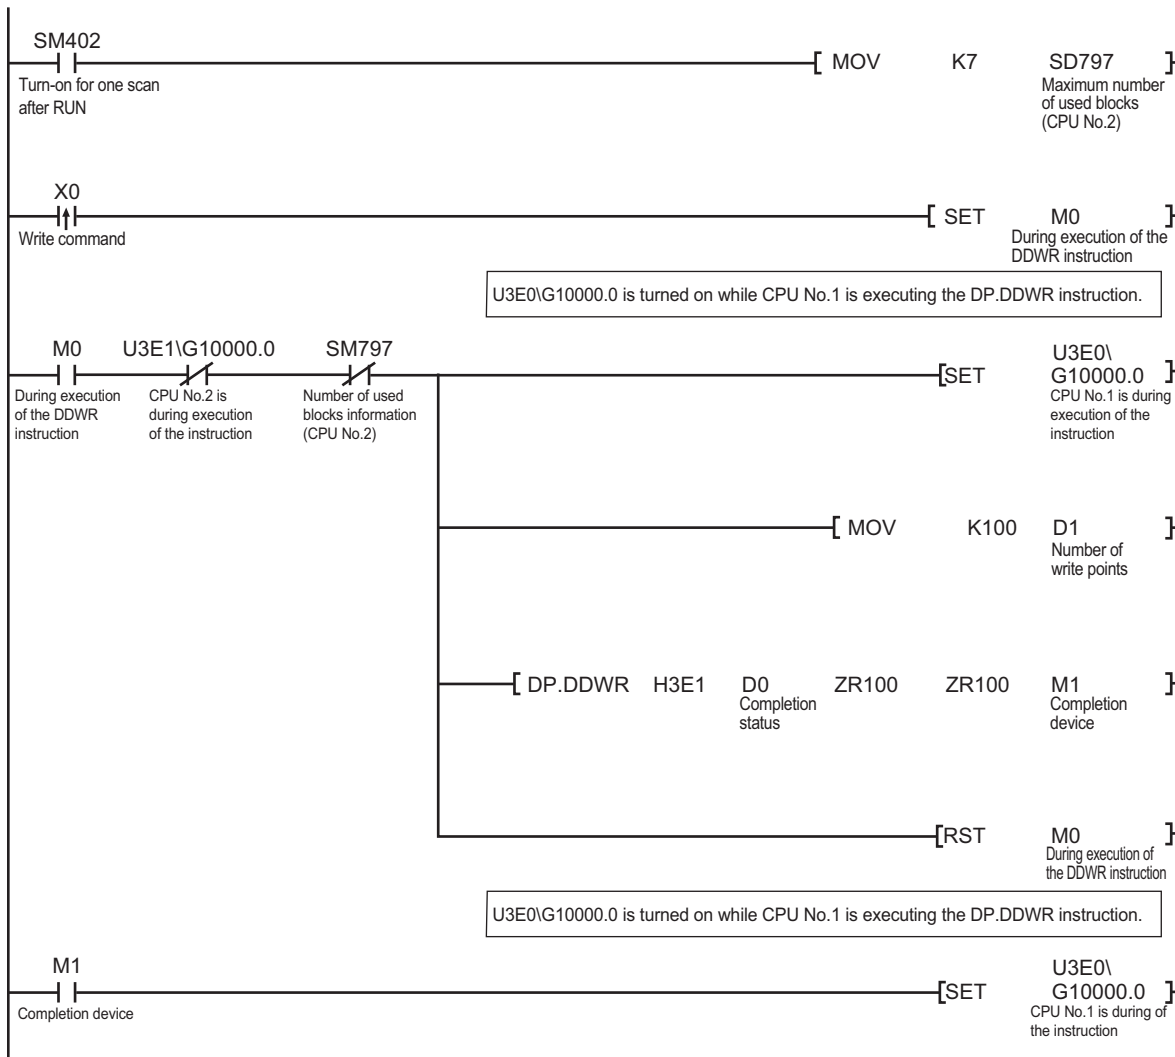 SM402
Turn-on for one scan
after RUN
[ MOV K7 SD797 ]
Maximum number
of used blocks
(CPU No.2)
X0
Write command
[ SET M0 ]
During execution of the
DDWR instruction
U3E0\G10000.0 is turned on while CPU No.1 is executing the DP.DDWR instruction.
M0 U3E1\G10000.0 SM797
During execution
of the DDWR
instruction
CPU No.2 is
during execution
of the instruction
Number of used
blocks information
(CPU No.2)
[SET U3E0\
G10000.0 ]
CPU No.1 is during
execution of the
instruction
[ MOV K100 D1 ]
Number of
write points
[ DP.DDWR H3E1 D0 ZR100 ZR100 M1 ]
Completion
status
Completion
device
[RST M0 ]
During execution of
the DDWR instruction
U3E0\G10000.0 is turned on while CPU No.1 is executing the DP.DDWR instruction.
M1
Completion device
[SET U3E0\
G10000.0 ]
CPU No.1 is during of
the instruction